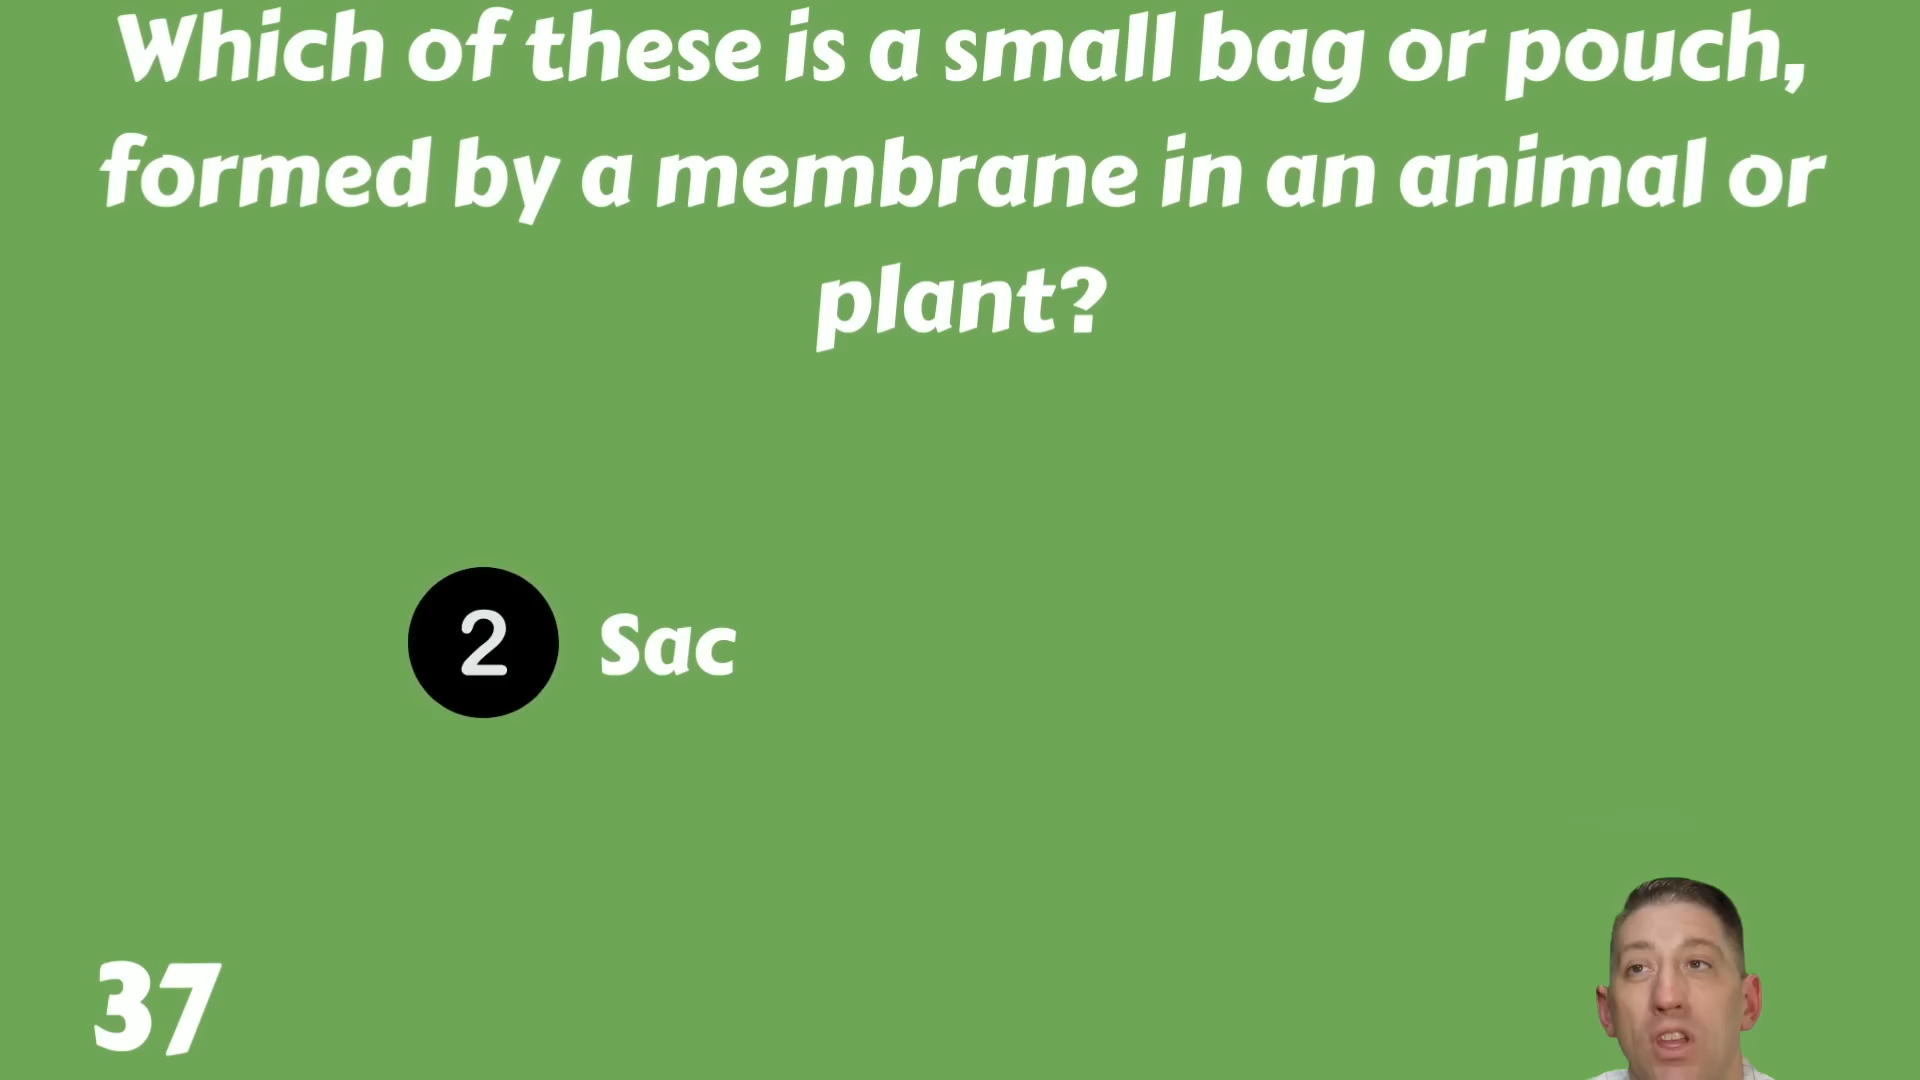 Which of these is a small bag or pouch,
formed by a membrane in an animal or
plant?
2 Sac
37